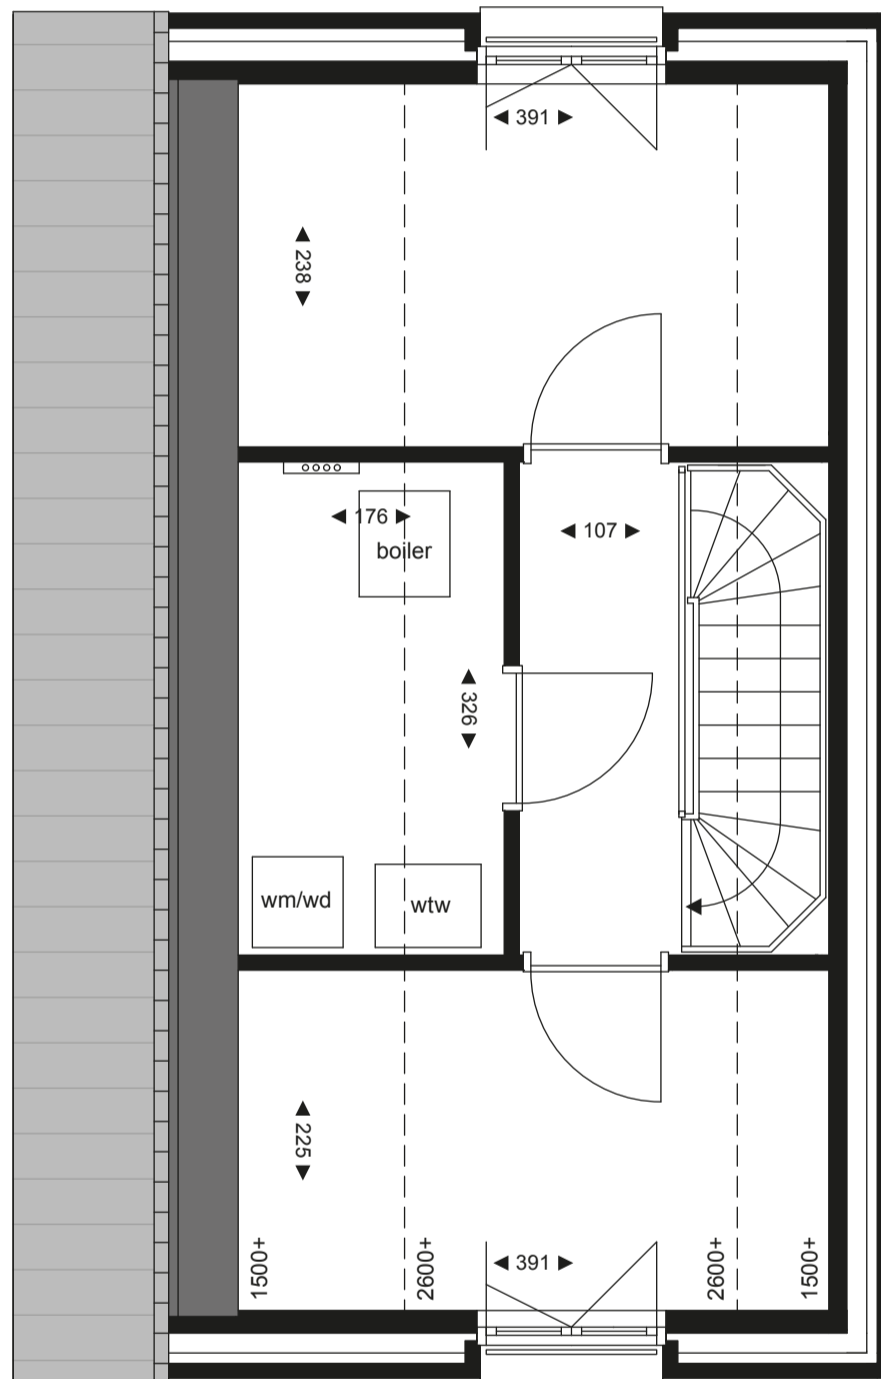 ◄ 391 ►
◄ 238 ►
◄ 176 ►
boiler
◄ 107 ►
◄ 326 ►
wm/wd
wtw
◄ 225 ►
1500+
2600+
◄ 391 ►
2600+
1500+